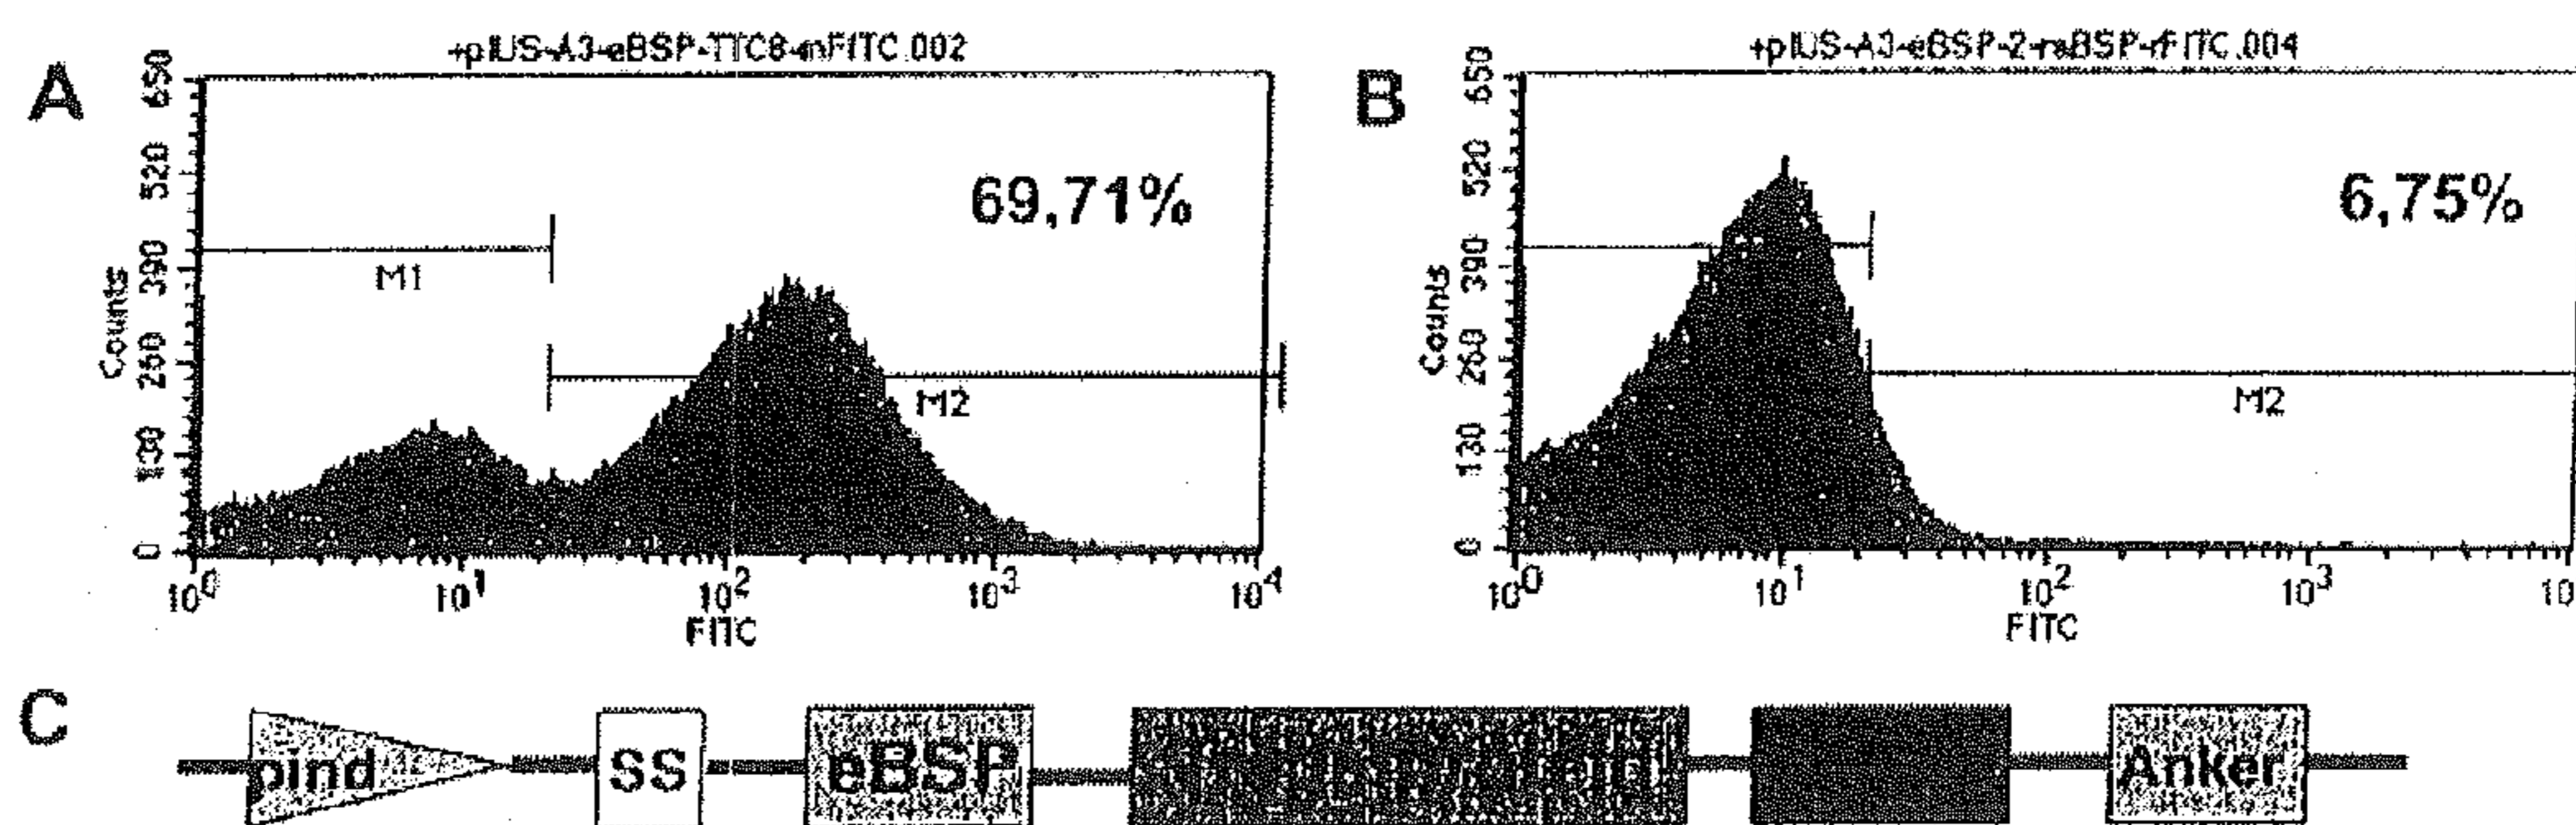 A
+pIUS-A3-eBSP-TTC8-mFITC.002
650
520
390
260
130
0
Counts
M1
M2
69,71%
10^0
10^1
10^2
10^3
10^4
FITC
B
+pIUS-A3-eBSP-2-raBSP-rFITC.004
650
520
390
260
130
0
Counts
M2
6,75%
10^0
10^1
10^2
10^3
10
FITC
C
pind
SS
eBSP
Anker